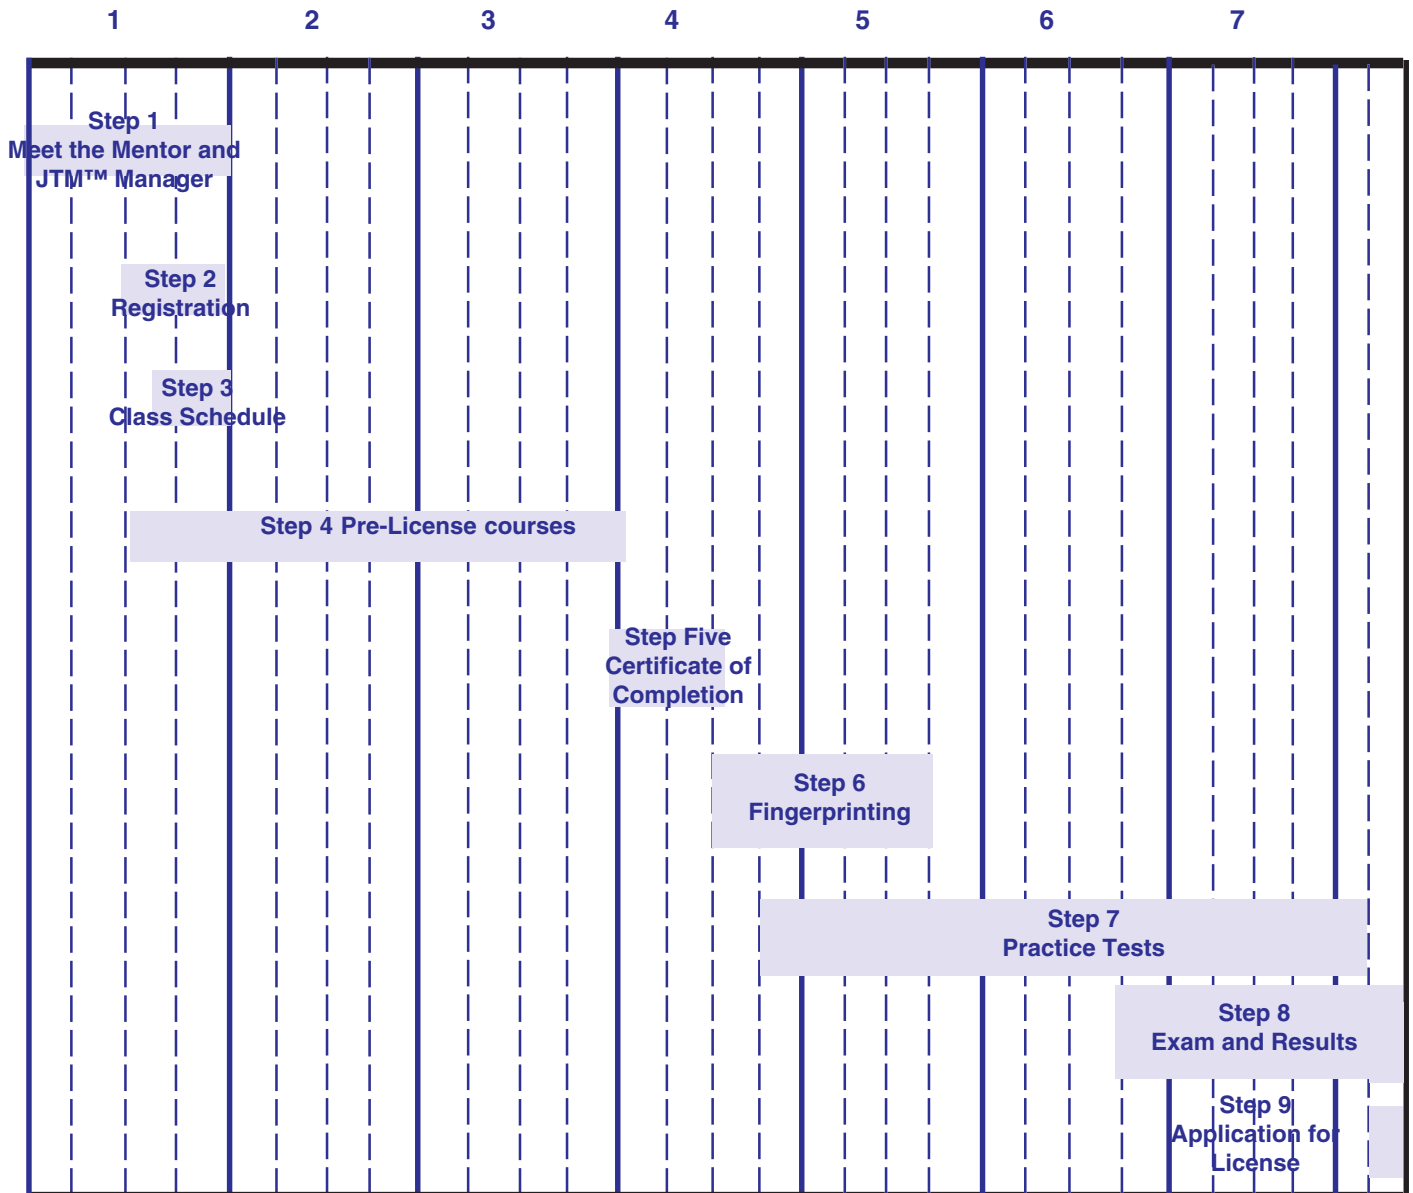 1 2 3 4 5 6 7
Step 1
Meet the Mentor and
JTM™ Manager
Step 2
Registration
Step 3
Class Schedule
Step 4 Pre-License courses
Step Five
Certificate of
Completion
Step 6
Fingerprinting
Step 7
Practice Tests
Step 8
Exam and Results
Step 9
Application for
License